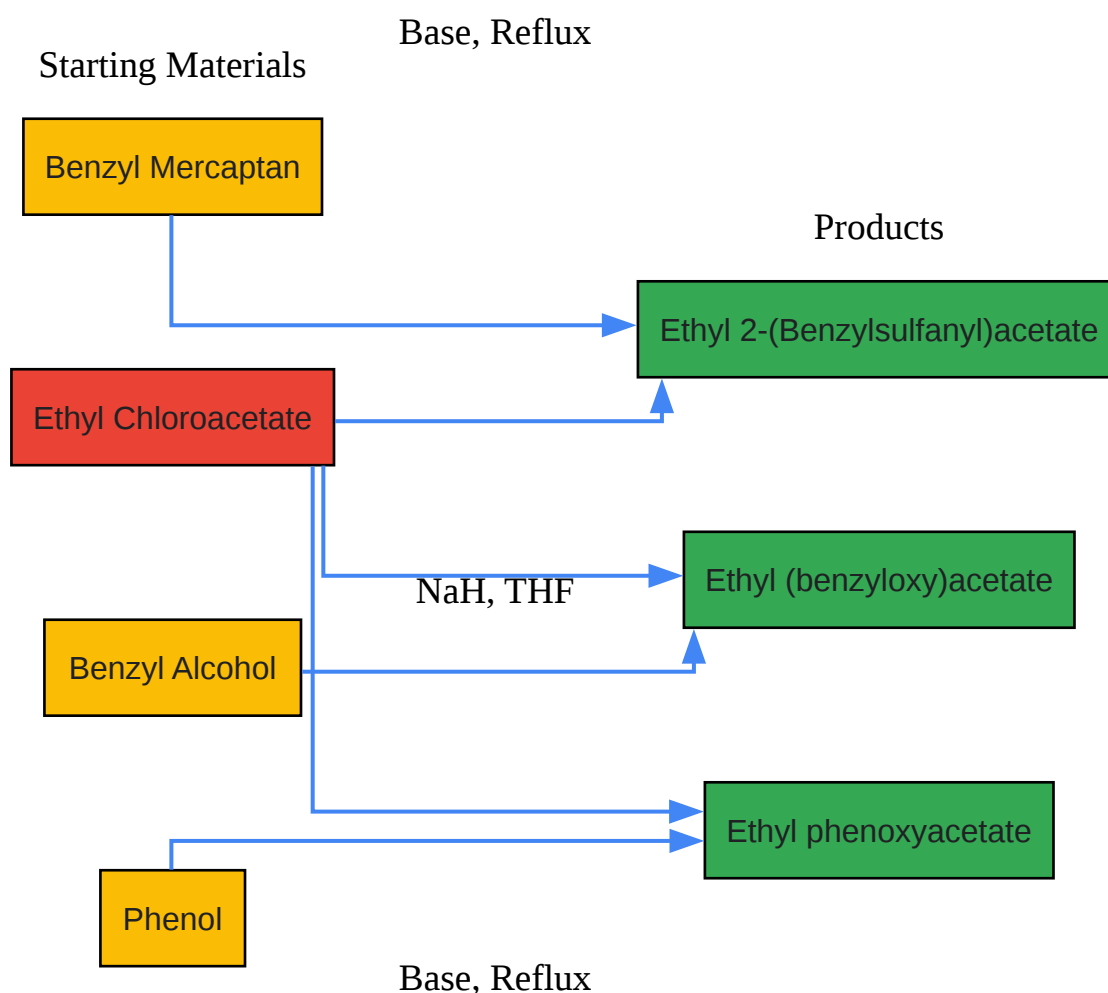 Base, Reflux
Starting Materials
Benzyl Mercaptan
Products
Ethyl 2-(Benzylsulfanyl)acetate
Ethyl Chloroacetate
Ethyl (benzyloxy)acetate
NaH, THF
Benzyl Alcohol
Ethyl phenoxyacetate
Phenol
Base, Reflux